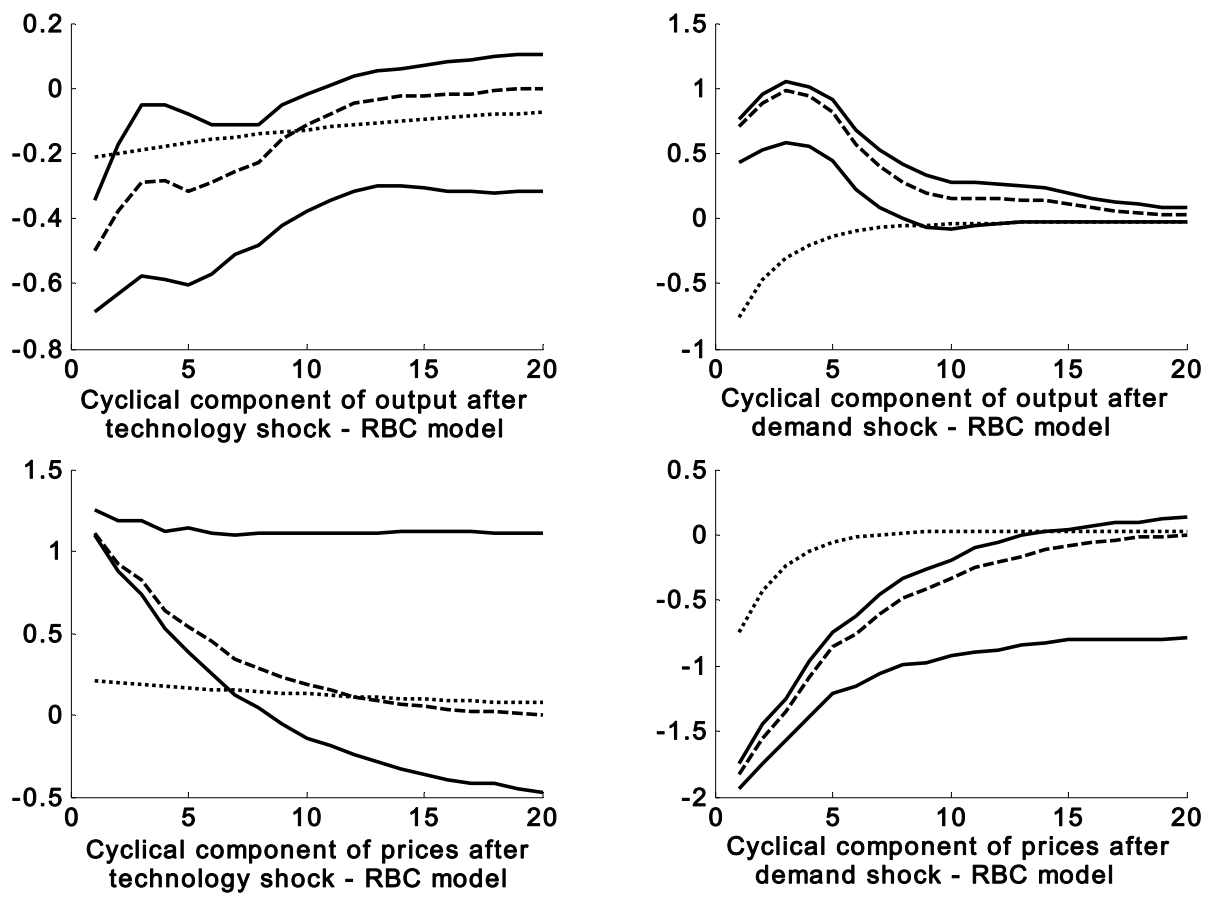 0.2
0
-0.2
-0.4
-0.6
-0.8
0 5 10 15 20
Cyclical component of output after
technology shock - RBC model
1.5
1
0.5
0
-0.5
-1
0 5 10 15 20
Cyclical component of output after
demand shock - RBC model
1.5
1
0.5
0
-0.5
0 5 10 15 20
Cyclical component of prices after
technology shock - RBC model
0.5
0
-0.5
-1
-1.5
-2
0 5 10 15 20
Cyclical component of prices after
demand shock - RBC model